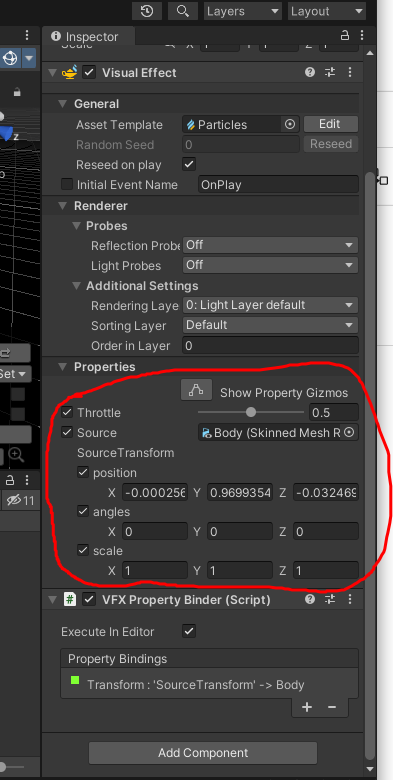 Layers Layout
Inspector
Scale X 1 Y 1 Z 1
Visual Effect
General
Asset Template Particles Edit
Random Seed 0 Reseed
Reseed on play
Initial Event Name OnPlay
Renderer
Probes
Reflection Probe Off
Light Probes Off
Additional Settings
Rendering Laye 0: Light Layer default
Sorting Layer Default
Order in Layer 0
Properties
Show Property Gizmos
Throttle 0.5
Source Body (Skinned Mesh R
SourceTransform
position
X -0.000256 Y 0.9699354 Z -0.032469
angles
X 0 Y 0 Z 0
scale
X 1 Y 1 Z 1
VFX Property Binder (Script)
Execute In Editor
Property Bindings
Transform : 'SourceTransform' -> Body
+ −
Add Component
z
Set
11